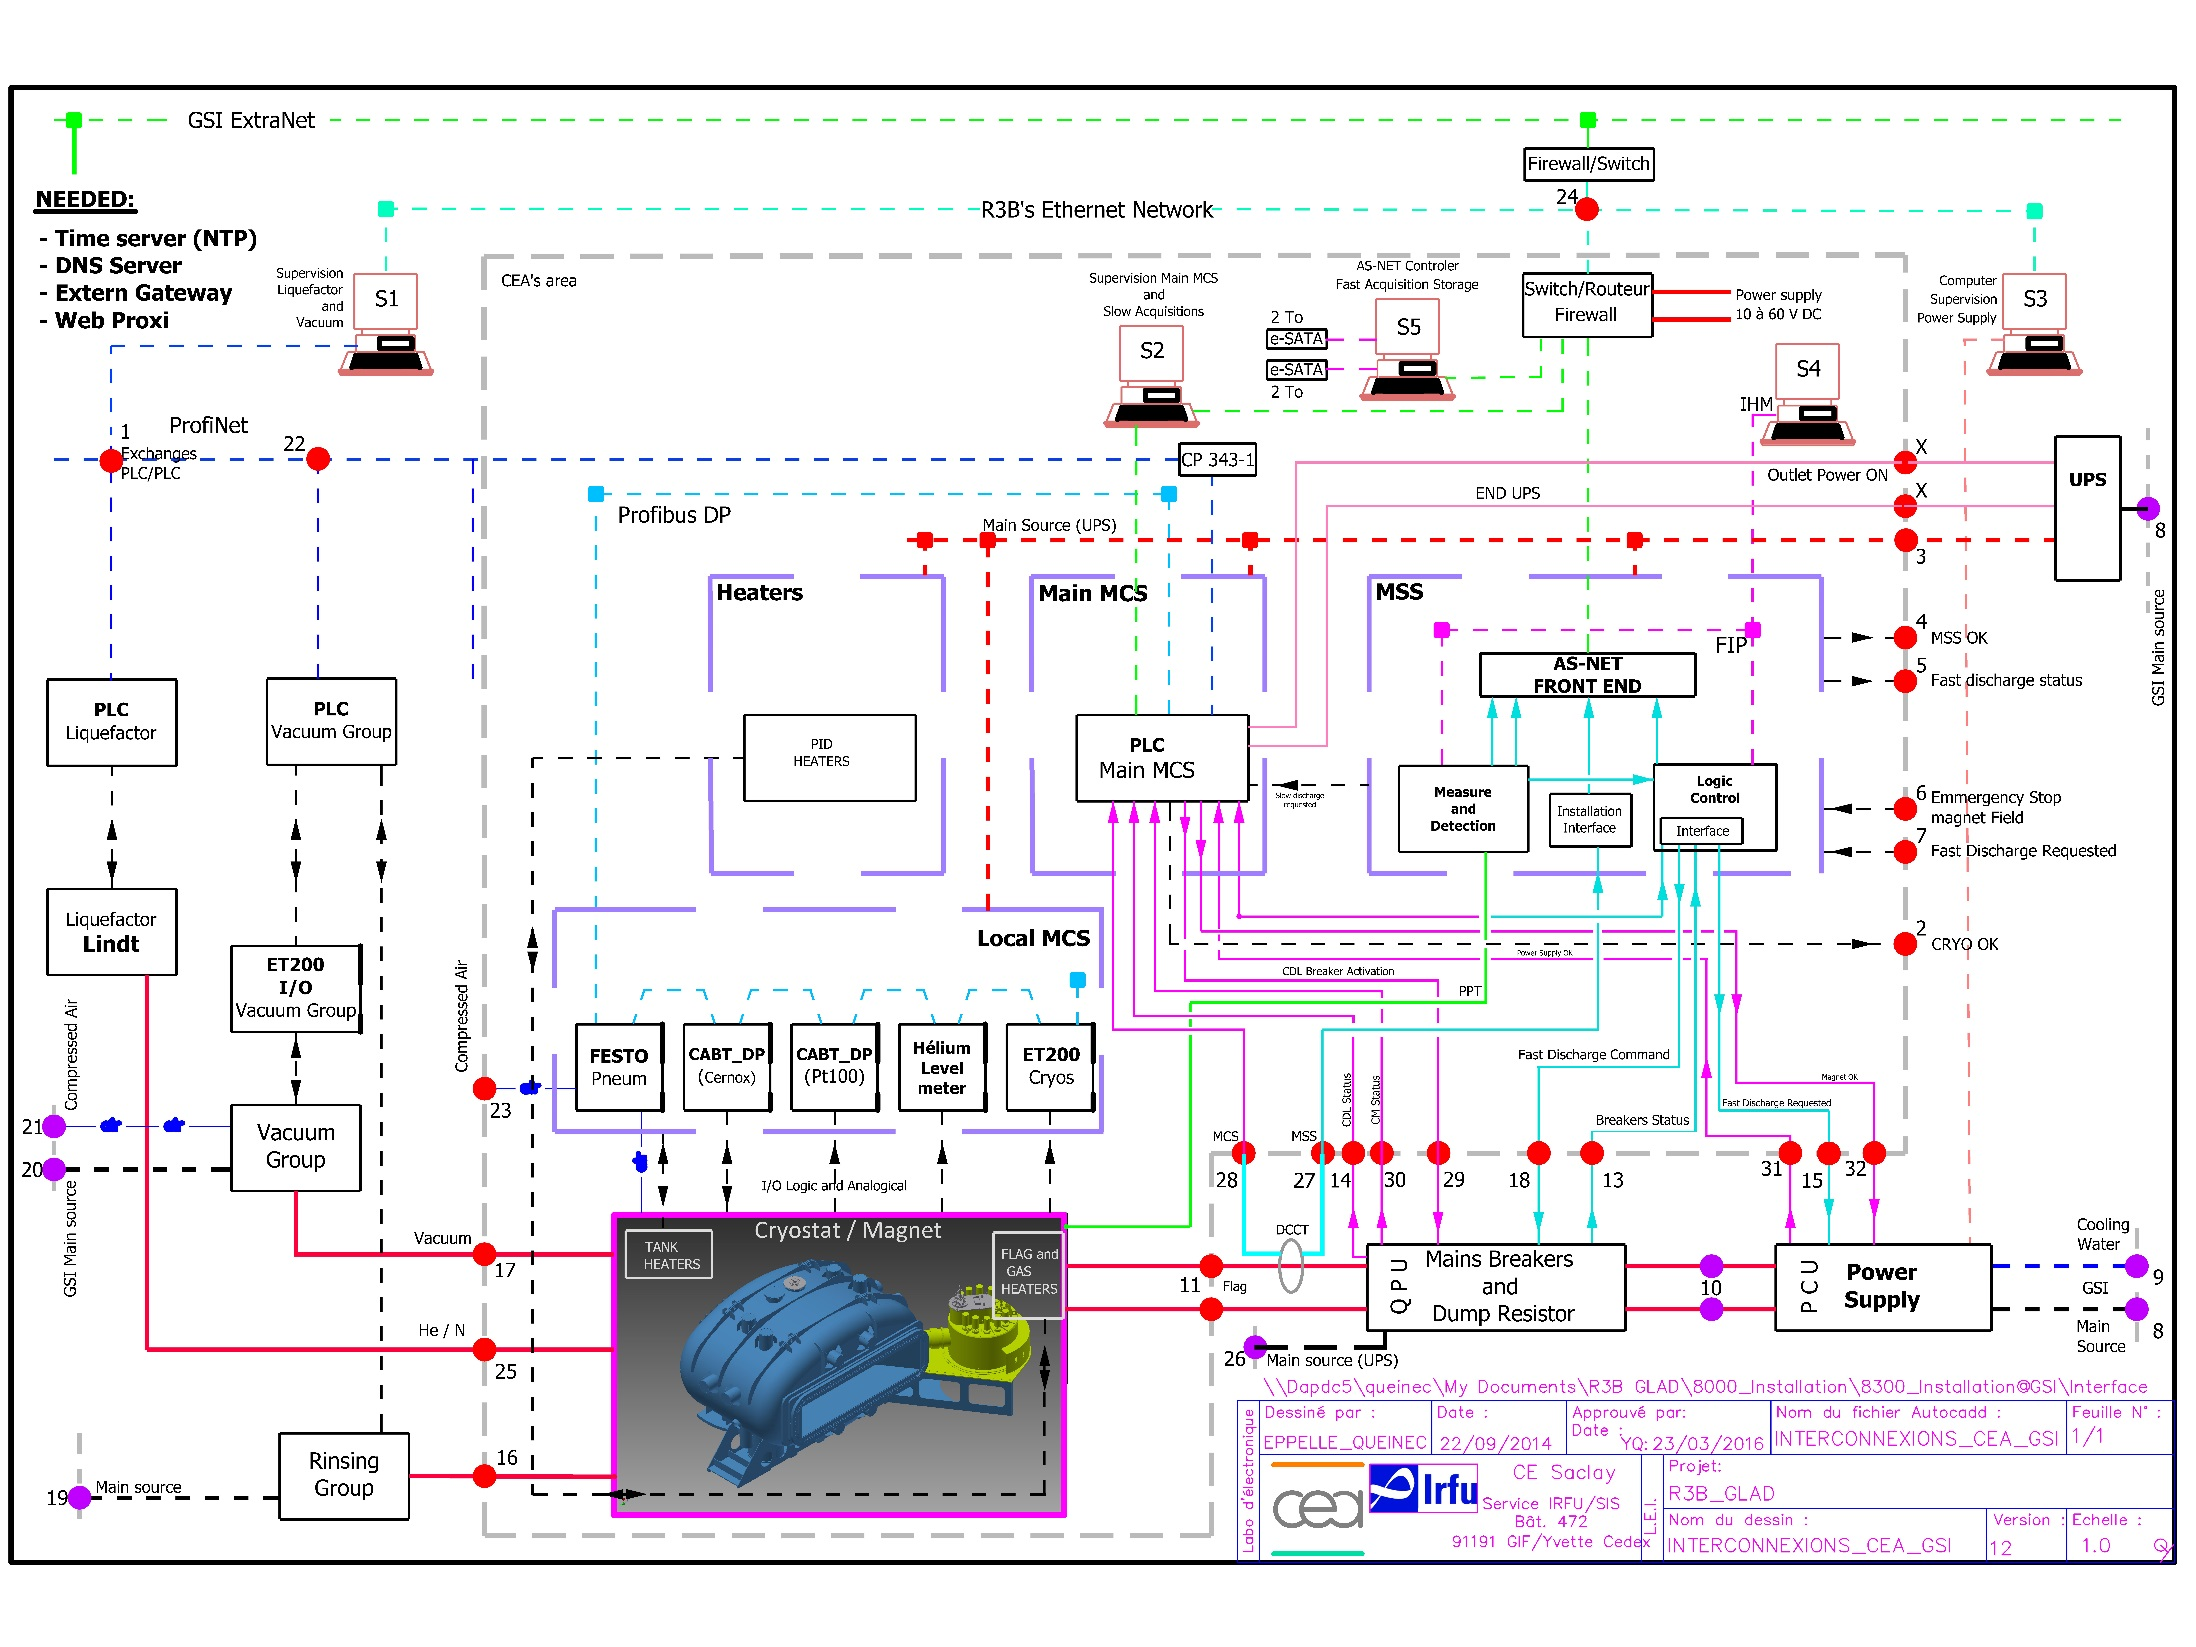 GSI ExtraNet
Firewall/Switch
24
R3B's Ethernet Network
NEEDED:
- Time server (NTP)
- DNS Server
- Extern Gateway
- Web Proxi
Supervision
Liquefactor
and
Vacuum
S1
CEA's area
Supervision Main MCS
and
Slow Acquisitions
S2
AS-NET Controler
Fast Acquisition Storage
2 To
e-SATA
e-SATA
2 To
S5
Switch/Routeur
Firewall
Power supply
10 à 60 V DC
Computer
Supervision
Power Supply
S3
S4
IHM
ProfiNet
1
Exchanges
PLC/PLC
22
CP 343-1
X
Outlet Power ON
X
END UPS
UPS
8
3
GSI Main source
Profibus DP
Main Source (UPS)
Heaters
Main MCS
MSS
FIP
AS-NET
FRONT END
4
MSS OK
5
Fast discharge status
PLC
Liquefactor
PLC
Vacuum Group
PID
HEATERS
PLC
Main MCS
Slow discharge
requested
Measure
and
Detection
Installation
Interface
Logic
Control
Interface
6
Emmergency Stop
magnet Field
7
Fast Discharge Requested
Liquefactor
Lindt
ET200
I/O
Vacuum Group
Local MCS
2
CRYO OK
Power Supply OK
CDL Breaker Activation
PPT
Compressed Air
Compressed Air
FESTO
Pneum
CABT_DP
(Cernox)
CABT_DP
(Pt100)
Hélium
Level
meter
ET200
Cryos
23
Fast Discharge Command
Magnet OK
Fast Discharge Requested
Breakers Status
CDL Status
CM Status
MCS
MSS
28
27
14
30
29
18
13
31
15
32
21
20
GSI Main source
Vacuum
Group
I/O Logic and Analogical
Vacuum
17
Cryostat / Magnet
TANK
HEATERS
FLAG and
GAS
HEATERS
DCCT
11
Flag
QPU
Mains Breakers
and
Dump Resistor
10
PCU
Power
Supply
Cooling
Water
9
GSI
Main
Source
8
He / N
25
26
Main source (UPS)
16
Rinsing
Group
19
Main source
\\Dapdc5\queinec\My Documents\R3B GLAD\8000_Installation\8300_Installation@GSI\Interface
Labo d'électronique
Dessiné par :
EPPELLE_QUEINEC
Date :
22/09/2014
Approuvé par:
Date :
YQ: 23/03/2016
Nom du fichier Autocadd :
INTERCONNEXIONS_CEA_GSI
Feuille N° :
1/1
cea
Irfu
CE Saclay
Service IRFU/SIS
Bât. 472
91191 GIF/Yvette Cedex
L.E.I.
Projet:
R3B_GLAD
Nom du dessin :
INTERCONNEXIONS_CEA_GSI
Version :
12
Echelle :
1.0